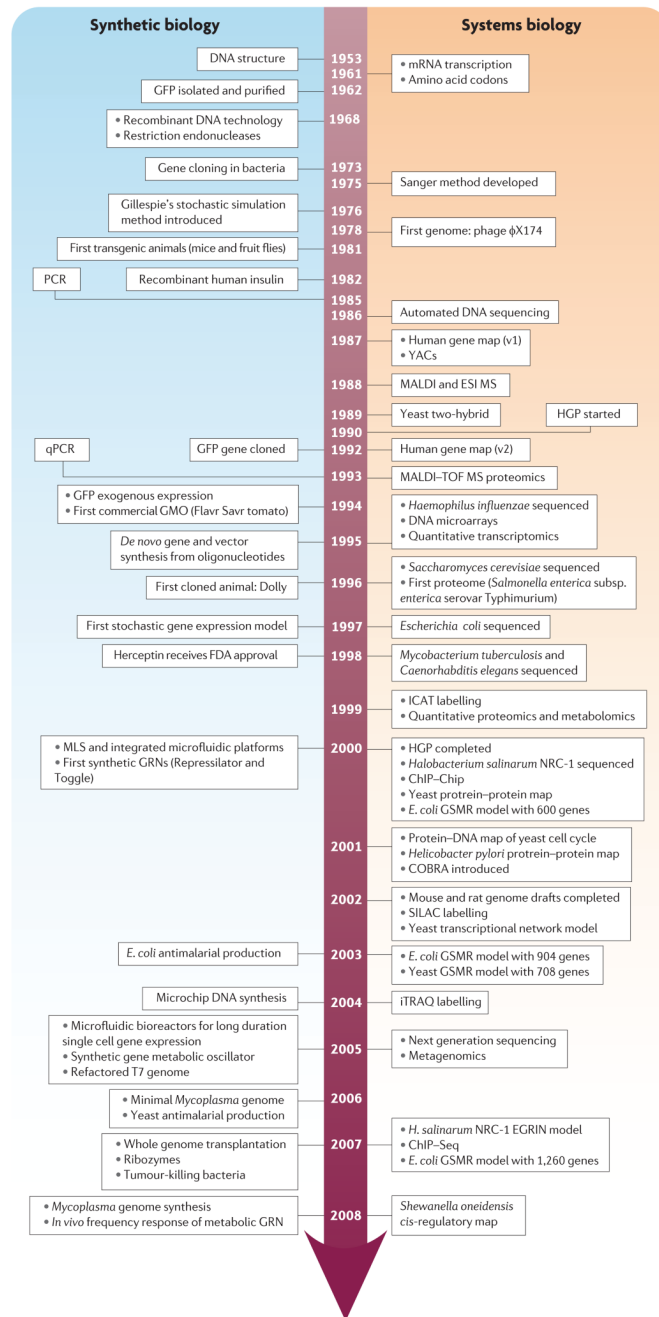 Synthetic biology
Systems biology
DNA structure
1953
1961
• mRNA transcription
• Amino acid codons
GFP isolated and purified
1962
• Recombinant DNA technology
• Restriction endonucleases
1968
Gene cloning in bacteria
1973
1975
Sanger method developed
Gillespie's stochastic simulation
method introduced
1976
1978
First genome: phage ϕX174
First transgenic animals (mice and fruit flies)
1981
PCR
Recombinant human insulin
1982
1985
1986
Automated DNA sequencing
1987
• Human gene map (v1)
• YACs
1988
MALDI and ESI MS
1989
Yeast two-hybrid
HGP started
1990
qPCR
GFP gene cloned
1992
Human gene map (v2)
1993
MALDI–TOF MS proteomics
• GFP exogenous expression
• First commercial GMO (Flavr Savr tomato)
1994
• Haemophilus influenzae sequenced
• DNA microarrays
• Quantitative transcriptomics
De novo gene and vector
synthesis from oligonucleotides
1995
First cloned animal: Dolly
1996
• Saccharomyces cerevisiae sequenced
• First proteome (Salmonella enterica subsp.
enterica serovar Typhimurium)
First stochastic gene expression model
1997
Escherichia coli sequenced
Herceptin receives FDA approval
1998
Mycobacterium tuberculosis and
Caenorhabditis elegans sequenced
1999
• ICAT labelling
• Quantitative proteomics and metabolomics
• MLS and integrated microfluidic platforms
• First synthetic GRNs (Repressilator and
Toggle)
2000
• HGP completed
• Halobacterium salinarum NRC-1 sequenced
• ChIP–Chip
• Yeast protrein–protein map
• E. coli GSMR model with 600 genes
2001
• Protein–DNA map of yeast cell cycle
• Helicobacter pylori protrein–protein map
• COBRA introduced
2002
• Mouse and rat genome drafts completed
• SILAC labelling
• Yeast transcriptional network model
E. coli antimalarial production
2003
• E. coli GSMR model with 904 genes
• Yeast GSMR model with 708 genes
Microchip DNA synthesis
2004
iTRAQ labelling
• Microfluidic bioreactors for long duration
single cell gene expression
• Synthetic gene metabolic oscillator
• Refactored T7 genome
2005
• Next generation sequencing
• Metagenomics
• Minimal Mycoplasma genome
• Yeast antimalarial production
2006
• Whole genome transplantation
• Ribozymes
• Tumour-killing bacteria
2007
• H. salinarum NRC-1 EGRIN model
• ChIP–Seq
• E. coli GSMR model with 1,260 genes
• Mycoplasma genome synthesis
• In vivo frequency response of metabolic GRN
2008
Shewanella oneidensis
cis-regulatory map